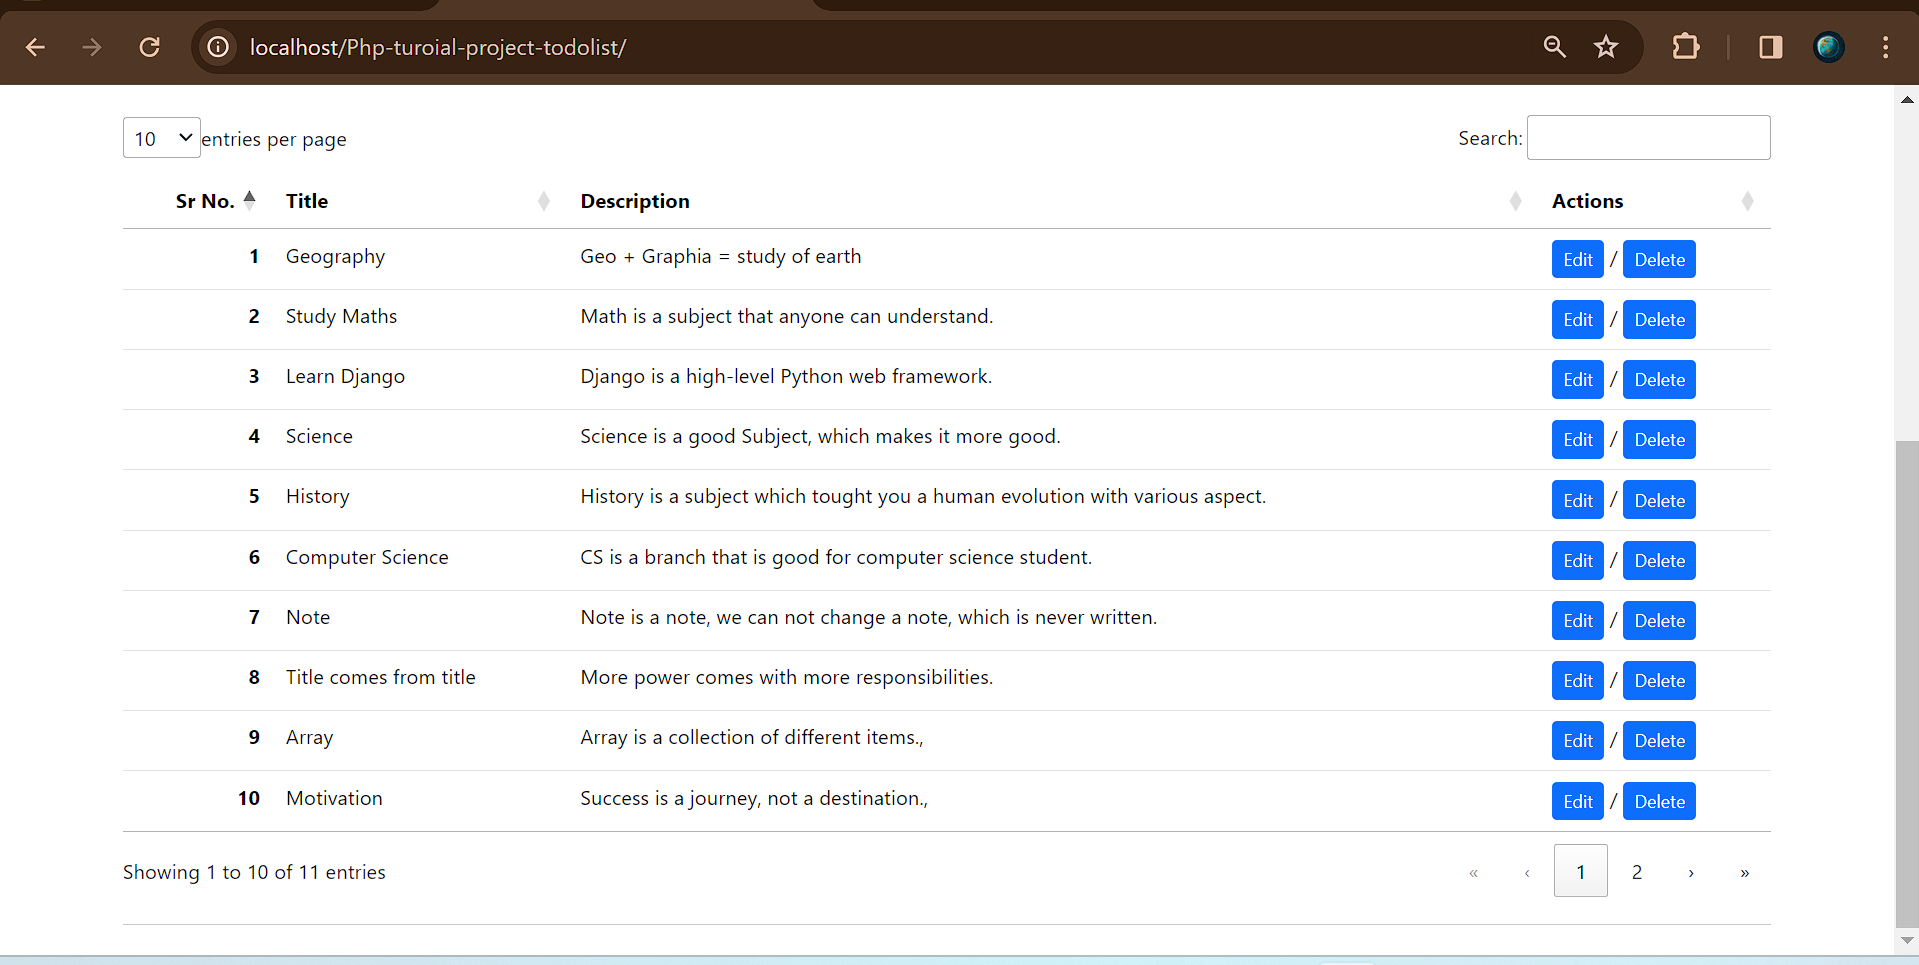 localhost/Php-turoial-project-todolist/
10 entries per page Search:
Sr No. Title Description Actions
1 Geography Geo + Graphia = study of earth Edit / Delete
2 Study Maths Math is a subject that anyone can understand. Edit / Delete
3 Learn Django Django is a high-level Python web framework. Edit / Delete
4 Science Science is a good Subject, which makes it more good. Edit / Delete
5 History History is a subject which tought you a human evolution with various aspect. Edit / Delete
6 Computer Science CS is a branch that is good for computer science student. Edit / Delete
7 Note Note is a note, we can not change a note, which is never written. Edit / Delete
8 Title comes from title More power comes with more responsibilities. Edit / Delete
9 Array Array is a collection of different items., Edit / Delete
10 Motivation Success is a journey, not a destination., Edit / Delete
Showing 1 to 10 of 11 entries « ‹ 1 2 › »